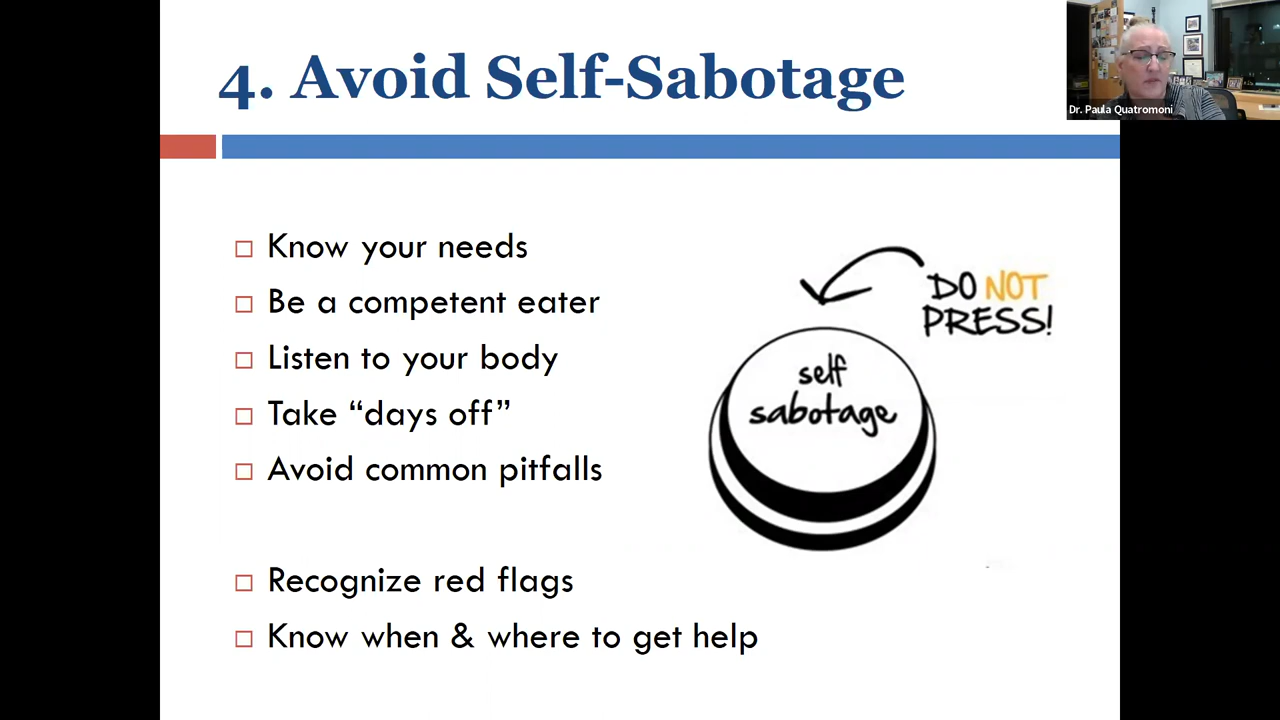 4. Avoid Self-Sabotage
Dr. Paula Quatromoni
Know your needs
Be a competent eater
Listen to your body
Take “days off”
Avoid common pitfalls
Recognize red flags
Know when & where to get help
DO NOT
PRESS!
self
sabotage